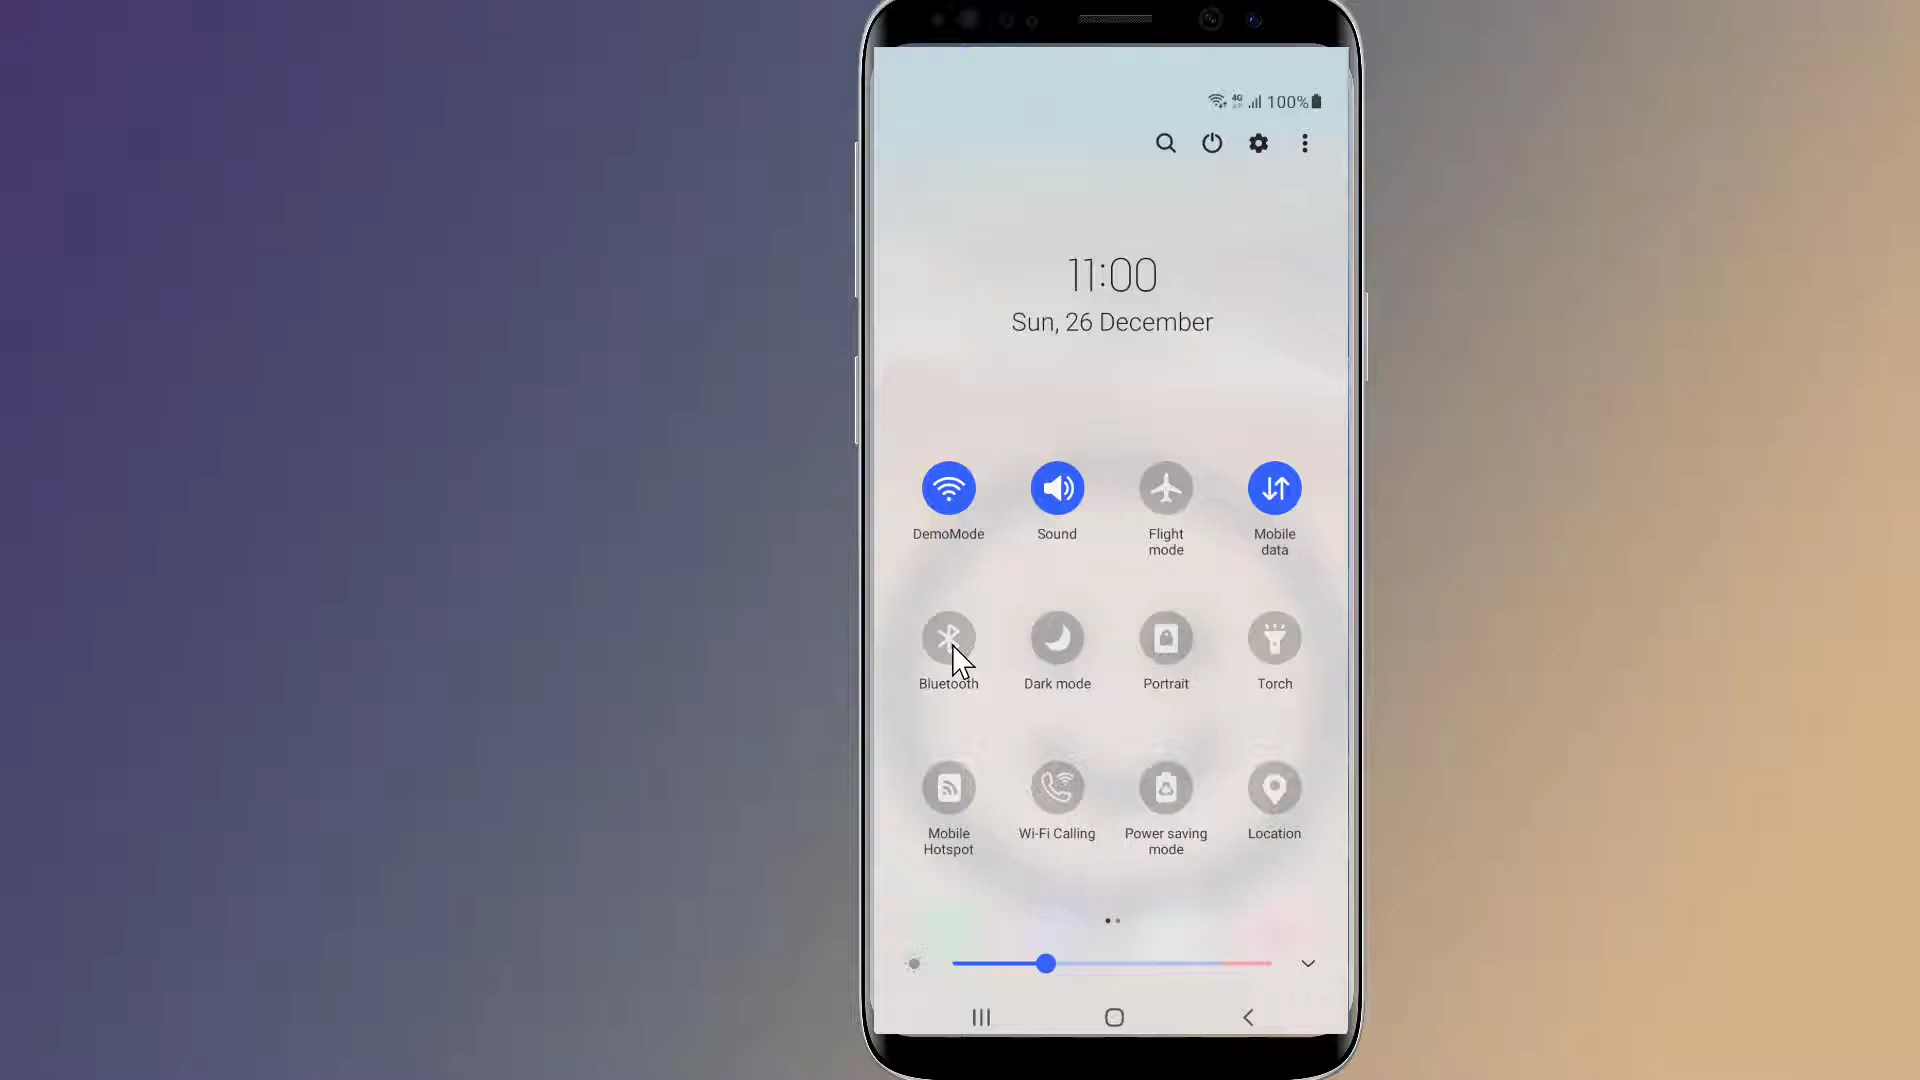 4G 100%
11:00
Sun, 26 December
DemoMode Sound Flight mode Mobile data
Bluetooth Dark mode Portrait Torch
Mobile Hotspot Wi-Fi Calling Power saving mode Location